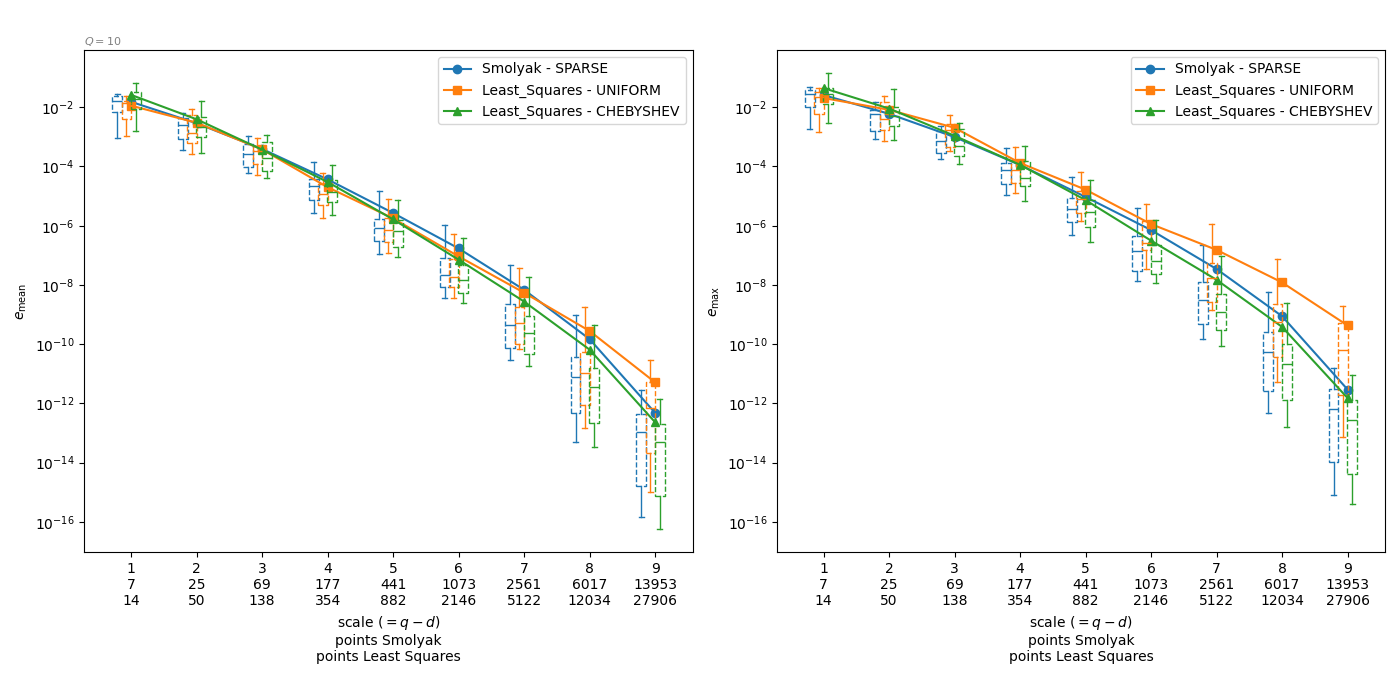 Q = 10
Smolyak - SPARSE
Least_Squares - UNIFORM
Least_Squares - CHEBYSHEV
10^−2
10^−4
10^−6
10^−8
10^−10
10^−12
10^−14
10^−16
e_mean
1 2 3 4 5 6 7 8 9
7 25 69 177 441 1073 2561 6017 13953
14 50 138 354 882 2146 5122 12034 27906
scale (= q − d)
points Smolyak
points Least Squares
Smolyak - SPARSE
Least_Squares - UNIFORM
Least_Squares - CHEBYSHEV
10^−2
10^−4
10^−6
10^−8
10^−10
10^−12
10^−14
10^−16
e_max
1 2 3 4 5 6 7 8 9
7 25 69 177 441 1073 2561 6017 13953
14 50 138 354 882 2146 5122 12034 27906
scale (= q − d)
points Smolyak
points Least Squares